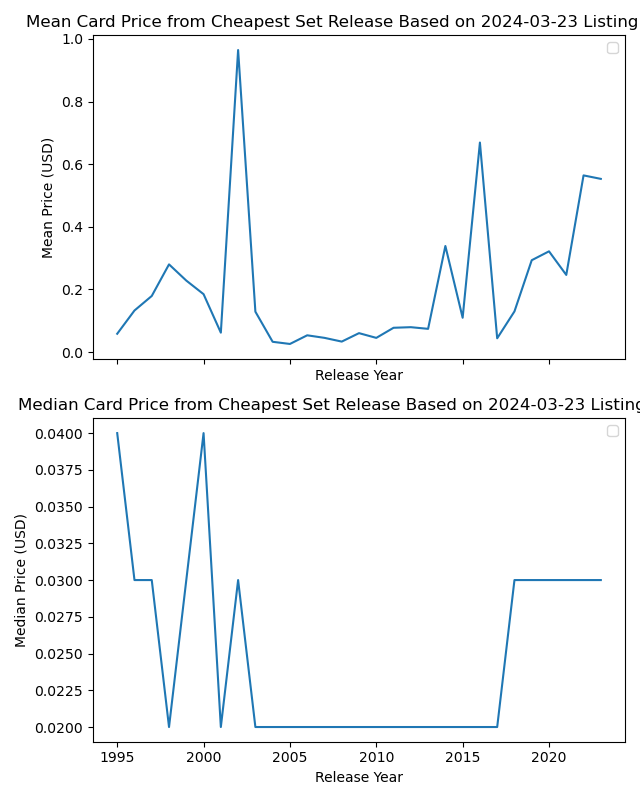 Mean Card Price from Cheapest Set Release Based on 2024-03-23 Listing
1.0
0.8
0.6
0.4
0.2
0.0
Mean Price (USD)
Release Year
Median Card Price from Cheapest Set Release Based on 2024-03-23 Listing
0.0400
0.0375
0.0350
0.0325
0.0300
0.0275
0.0250
0.0225
0.0200
Median Price (USD)
1995 2000 2005 2010 2015 2020
Release Year